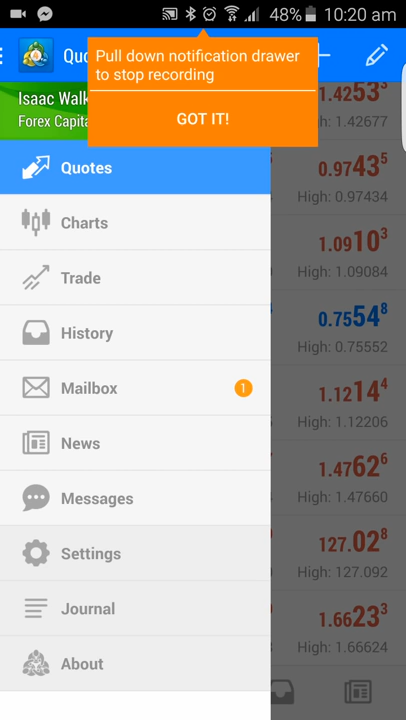 48% 10:20 am
Pull down notification drawer
to stop recording
GOT IT!
Quo
Isaac Walk
Forex Capita
Quotes
Charts
Trade
History
Mailbox 1
News
Messages
Settings
Journal
About
1.4253³
High: 1.42677
0.9743⁵
High: 0.97434
1.0910³
High: 1.09084
0.7554⁸
High: 0.75552
1.1214⁴
High: 1.12206
1.4762⁶
High: 1.47660
127.02⁸
High: 127.092
1.6623³
High: 1.66624